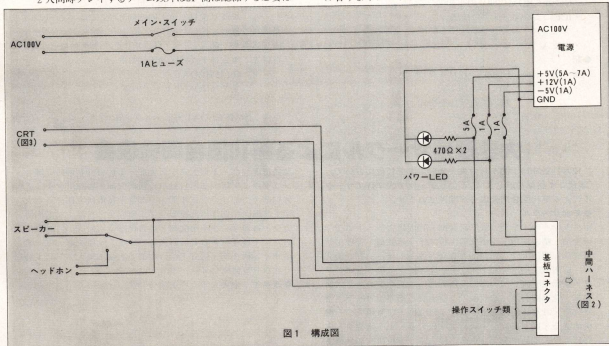 メイン・スイッチ
AC100V
1Aヒューズ
AC100V
電源
+5V(5A～7A)
+12V(1A)
-5V(1A)
GND
5A
1A
1A
CRT
(図3)
470Ω×2
パワーLED
スピーカー
ヘッドホン
基板コネクタ
中間ハーネス
(図2)
操作スイッチ類
図1 構成図